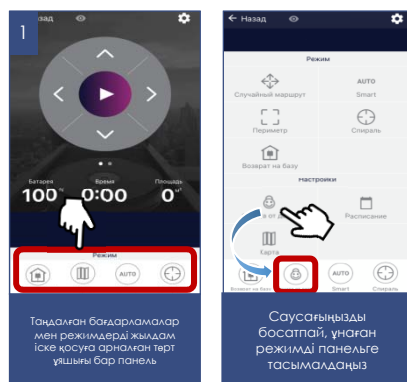 1
зад
Батарея
Время
Площадь
100
0:00
0
Режим
AUTO
Таңдалған бағдарламалар
мен режимдерді жылдам
іске қосуға арналған төрт
ұяшығы бар панель
← Назад
Режим
AUTO
Случайный маршрут
Smart
Периметр
Спираль
Возврат на базу
Настройки
Расписание
Карта
AUTO
Возврат на базу
Smart
Спираль
Саусағыңызды
босатпай, ұнаған
режимді панельге
тасымалдаңыз